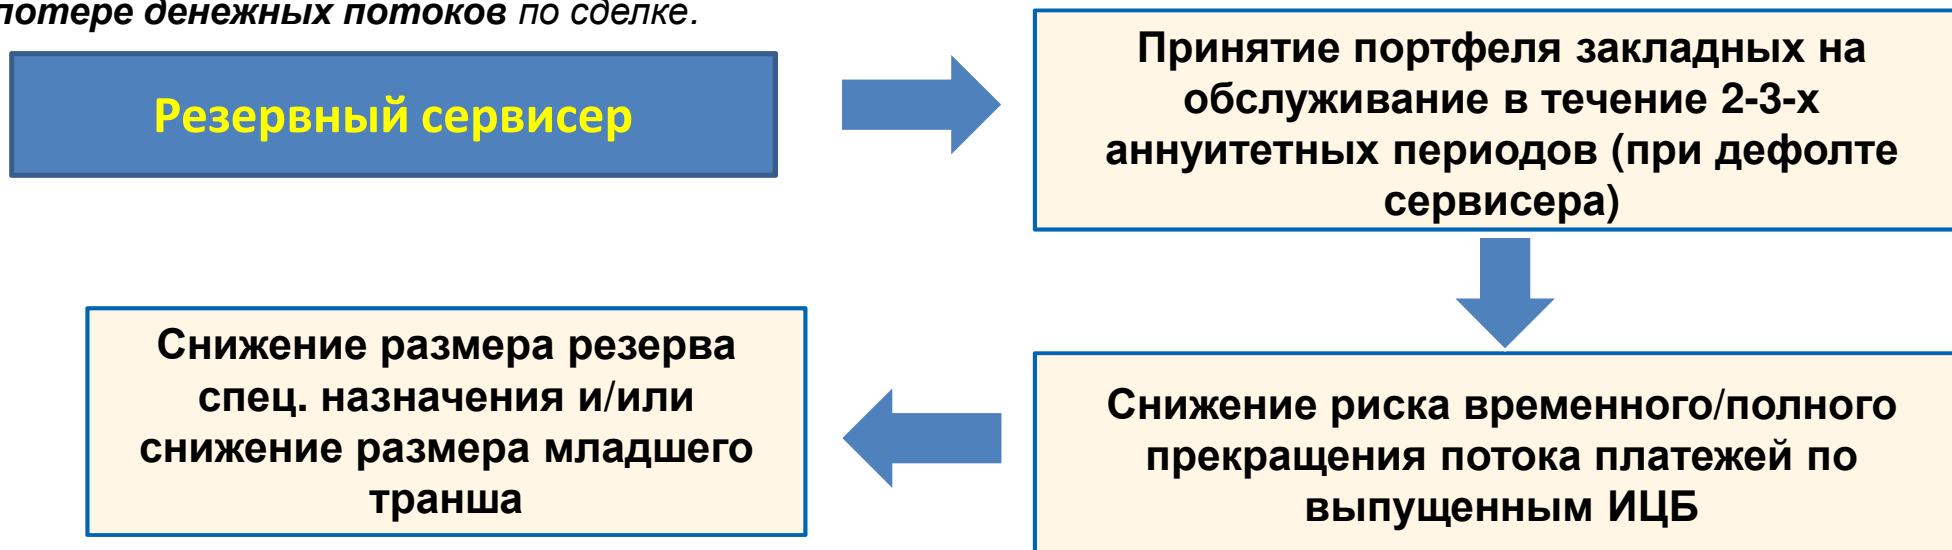 потере денежных потоков по сделке.
Резервный сервисер
Принятие портфеля закладных на
обслуживание в течение 2-3-х
аннуитетных периодов (при дефолте
сервисера)
Снижение риска временного/полного
прекращения потока платежей по
выпущенным ИЦБ
Снижение размера резерва
спец. назначения и/или
снижение размера младшего
транша